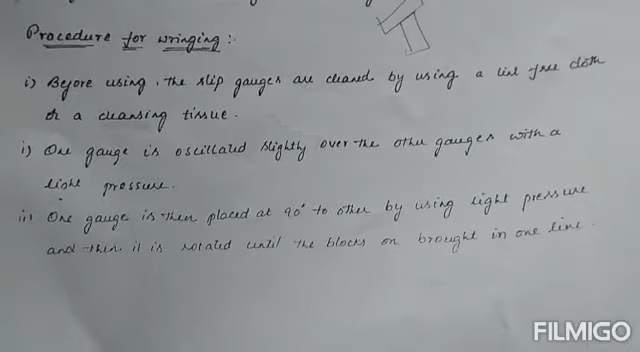 Procedure for wringing :-
i) Before using, the slip gauges are cleaned by using a lint free cloth
or a cleansing tissue.
i) One gauge is oscillated slightly over the other gauges with a
light pressure.
iii) One gauge is then placed at 90° to other by using light pressure
and then it is rotated until the blocks on brought in one line.
FILMIGO